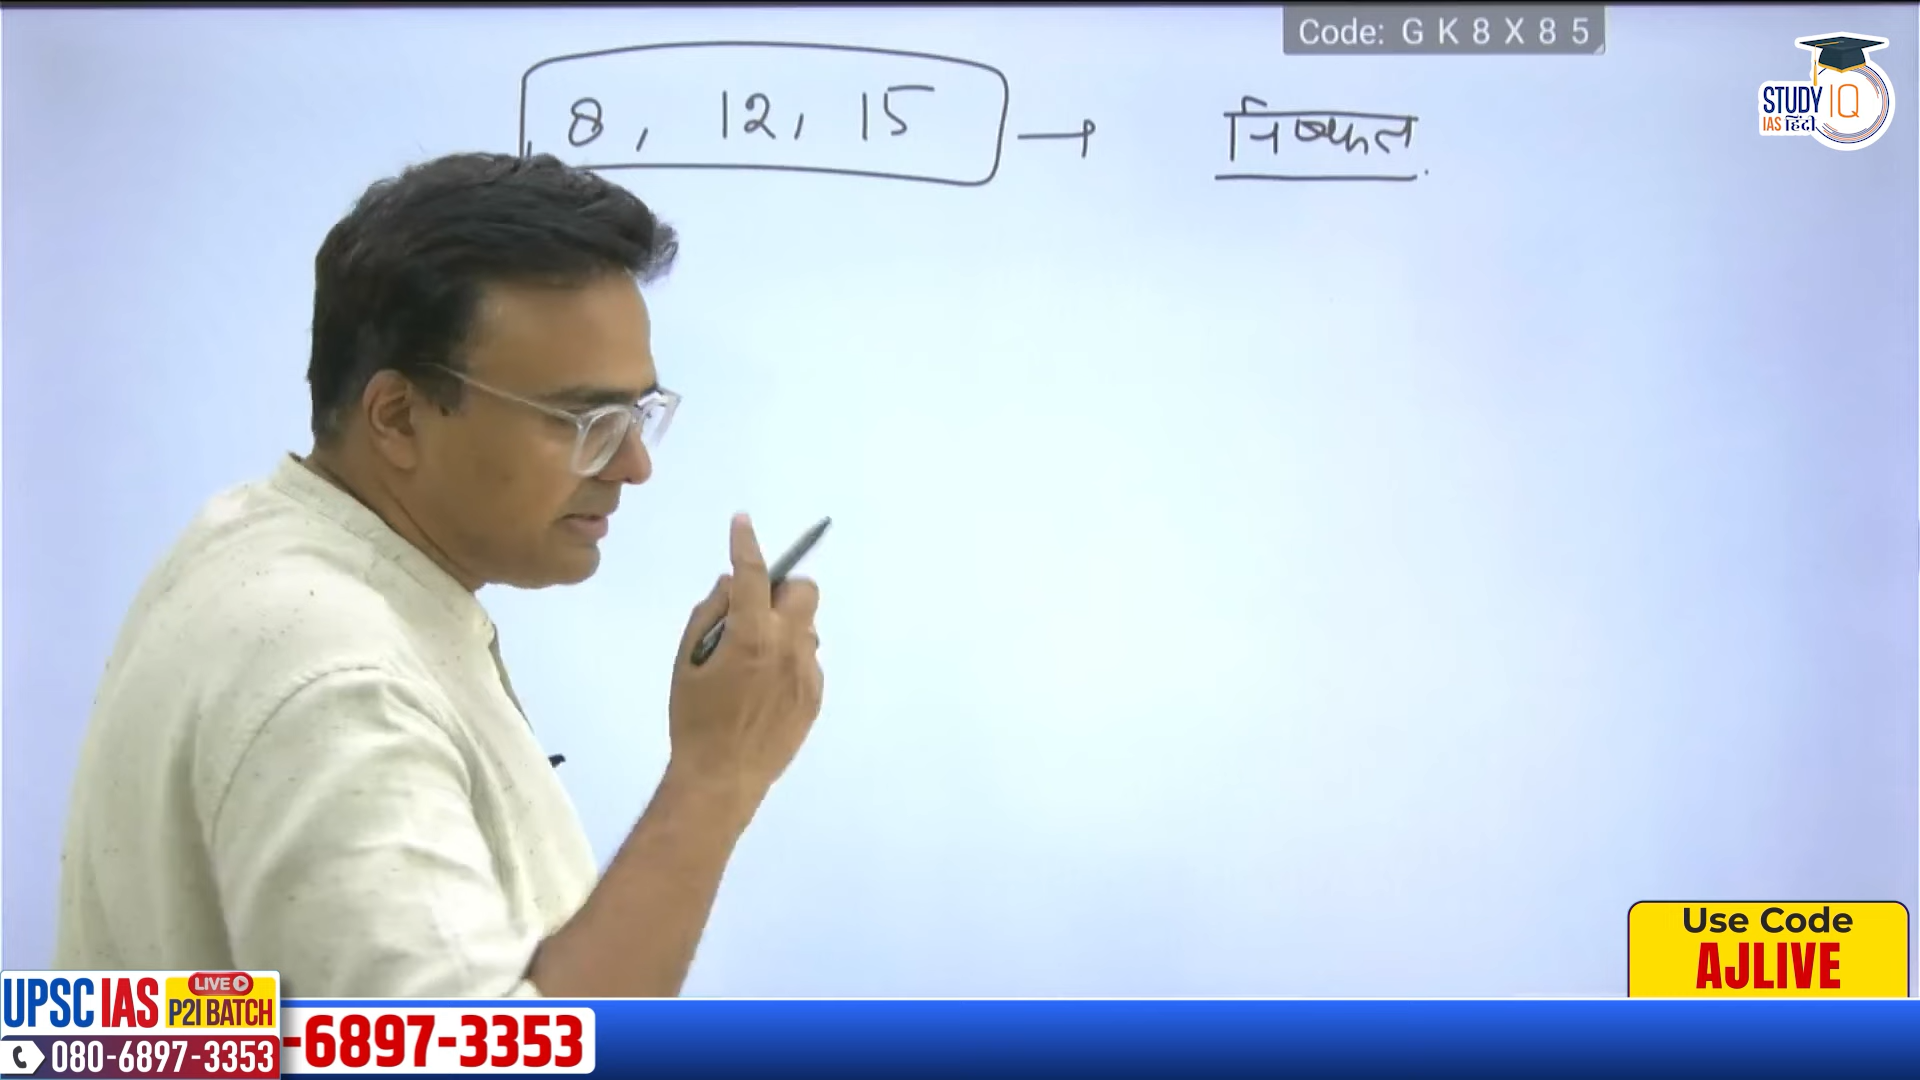 Code: G K 8 X 8 5
STUDY IQ
IAS हिंदी
8, 12, 15 → निष्फल
Use Code
AJLIVE
UPSC IAS LIVE
P2I BATCH
080-6897-3353
-6897-3353